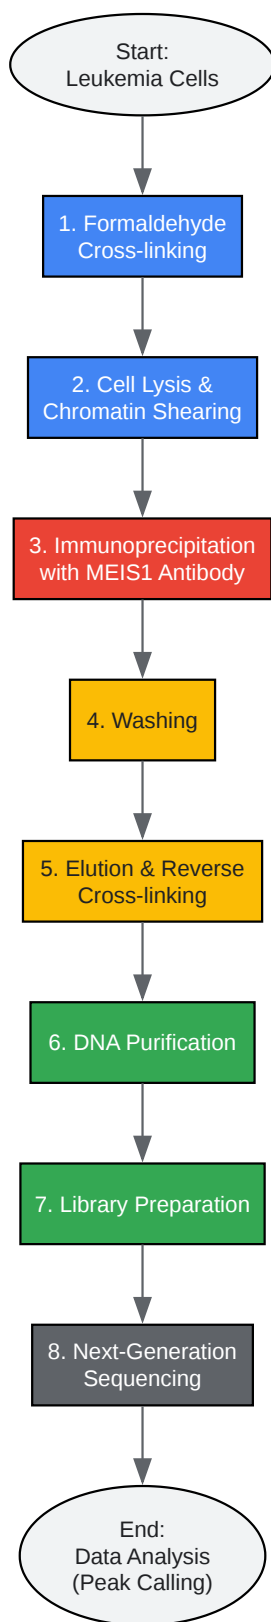 Start:
Leukemia Cells
1. Formaldehyde
Cross-linking
2. Cell Lysis &
Chromatin Shearing
3. Immunoprecipitation
with MEIS1 Antibody
4. Washing
5. Elution & Reverse
Cross-linking
6. DNA Purification
7. Library Preparation
8. Next-Generation
Sequencing
End:
Data Analysis
(Peak Calling)